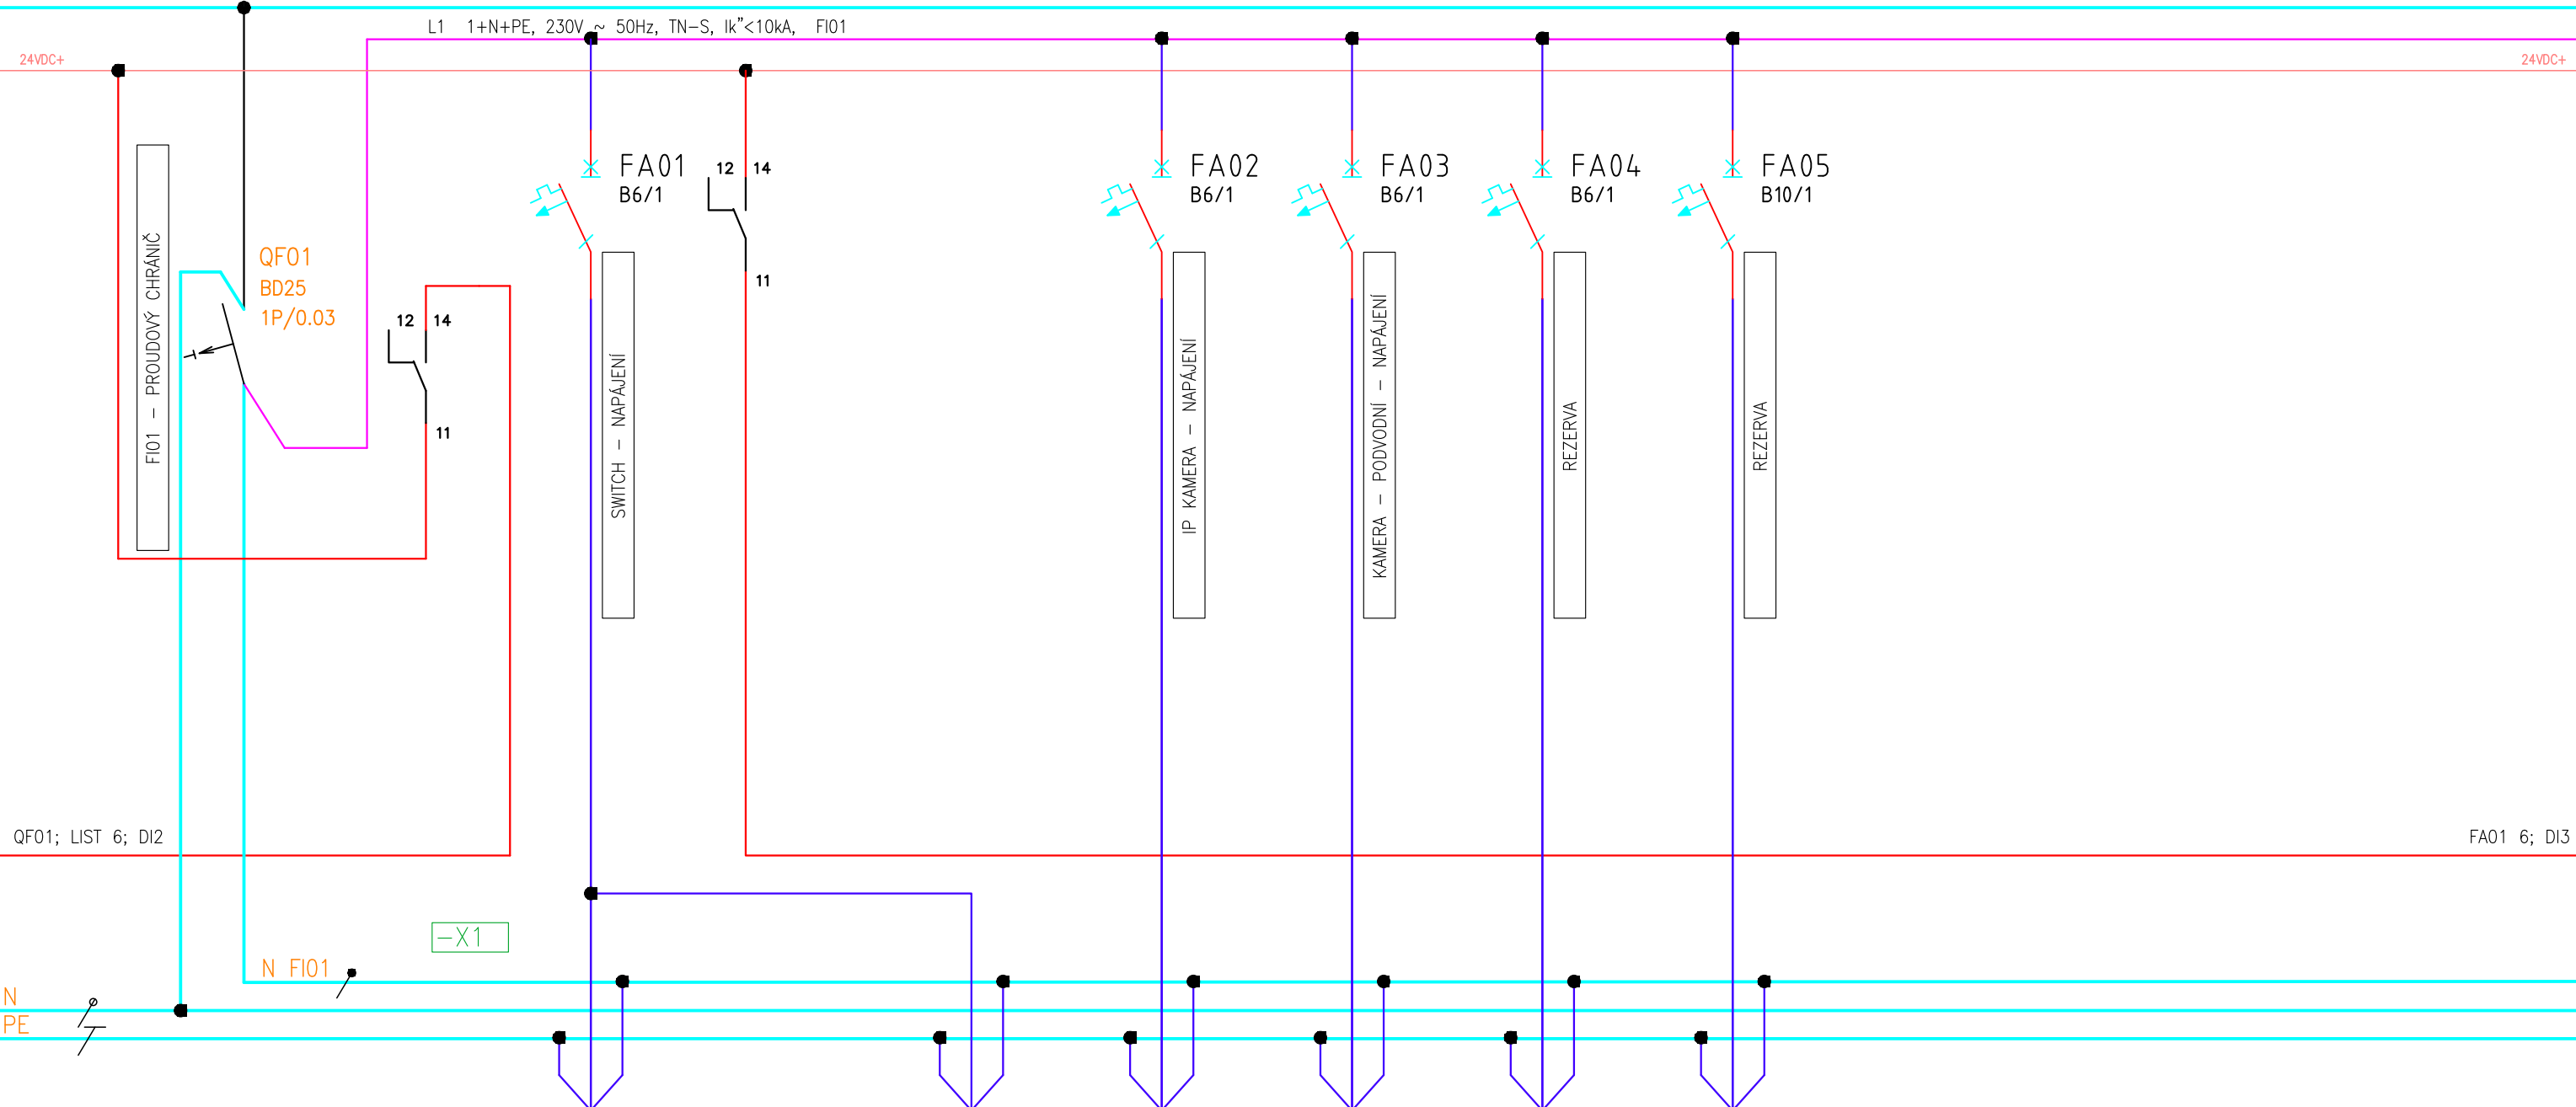 L1 1+N+PE, 230V ~ 50Hz, TN-S, Ik"<10kA, FI01
24VDC+
24VDC+
FI01 - PROUDOVÝ CHRÁNIČ
QF01
BD25
1P/0.03
12 14
11
FA01
B6/1
SWITCH - NAPÁJENÍ
12 14
11
FA02
B6/1
IP KAMERA - NAPÁJENÍ
FA03
B6/1
KAMERA - PODVODNÍ - NAPÁJENÍ
FA04
B6/1
REZERVA
FA05
B10/1
REZERVA
QF01; LIST 6; DI2
FA01 6; DI3
-X1
N FI01
N
PE